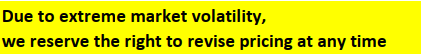 Due to extreme market volatility,
we reserve the right to revise pricing at any time